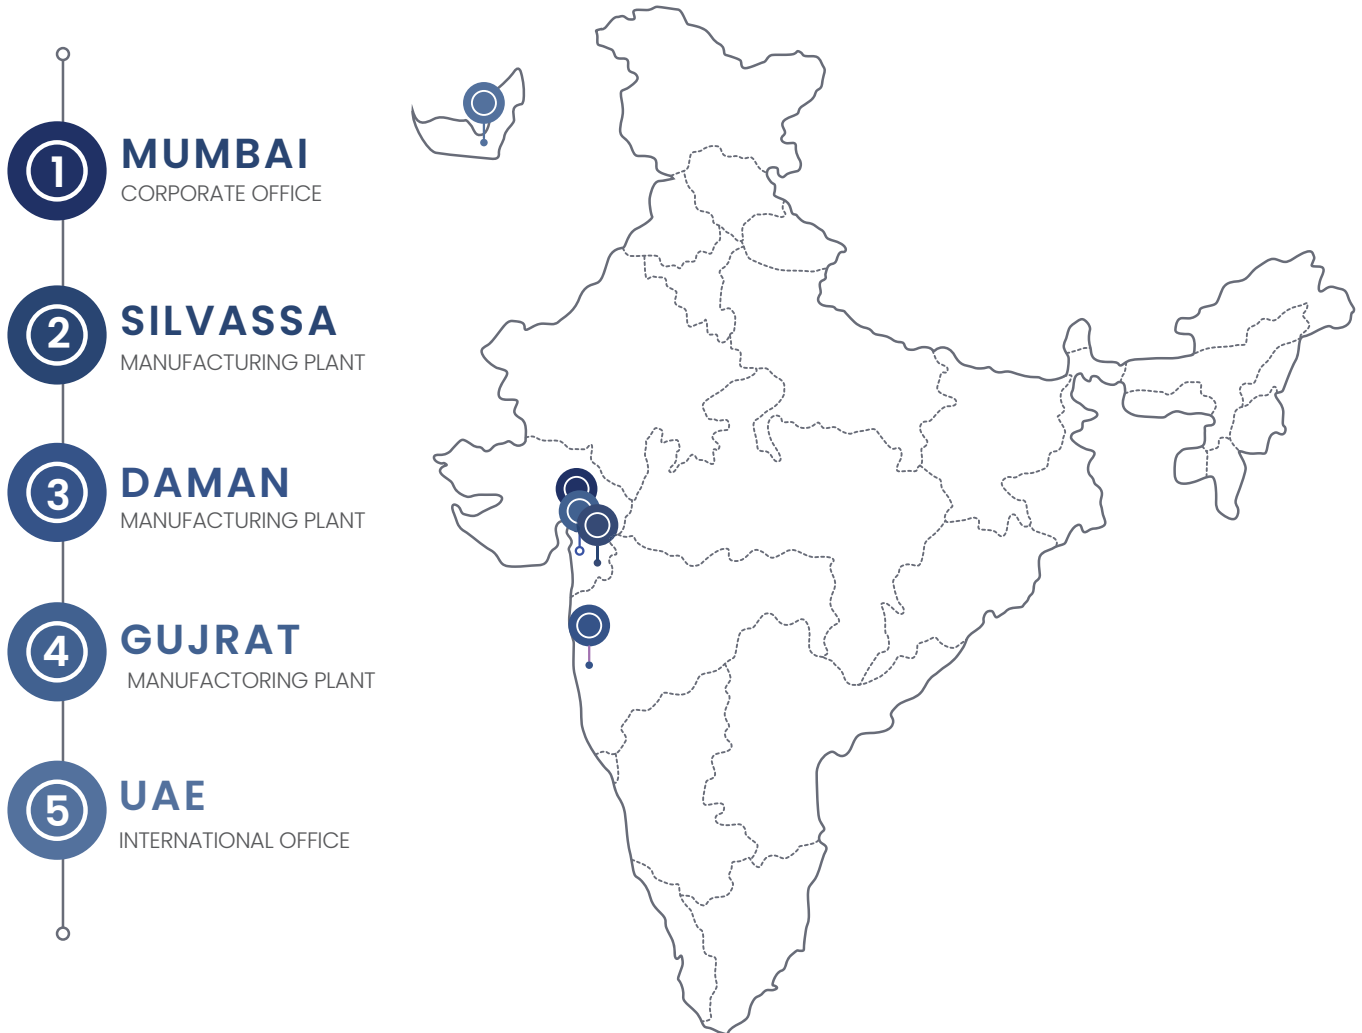 1
MUMBAI
CORPORATE OFFICE
2
SILVASSA
MANUFACTURING PLANT
3
DAMAN
MANUFACTURING PLANT
4
GUJRAT
MANUFACTORING PLANT
5
UAE
INTERNATIONAL OFFICE